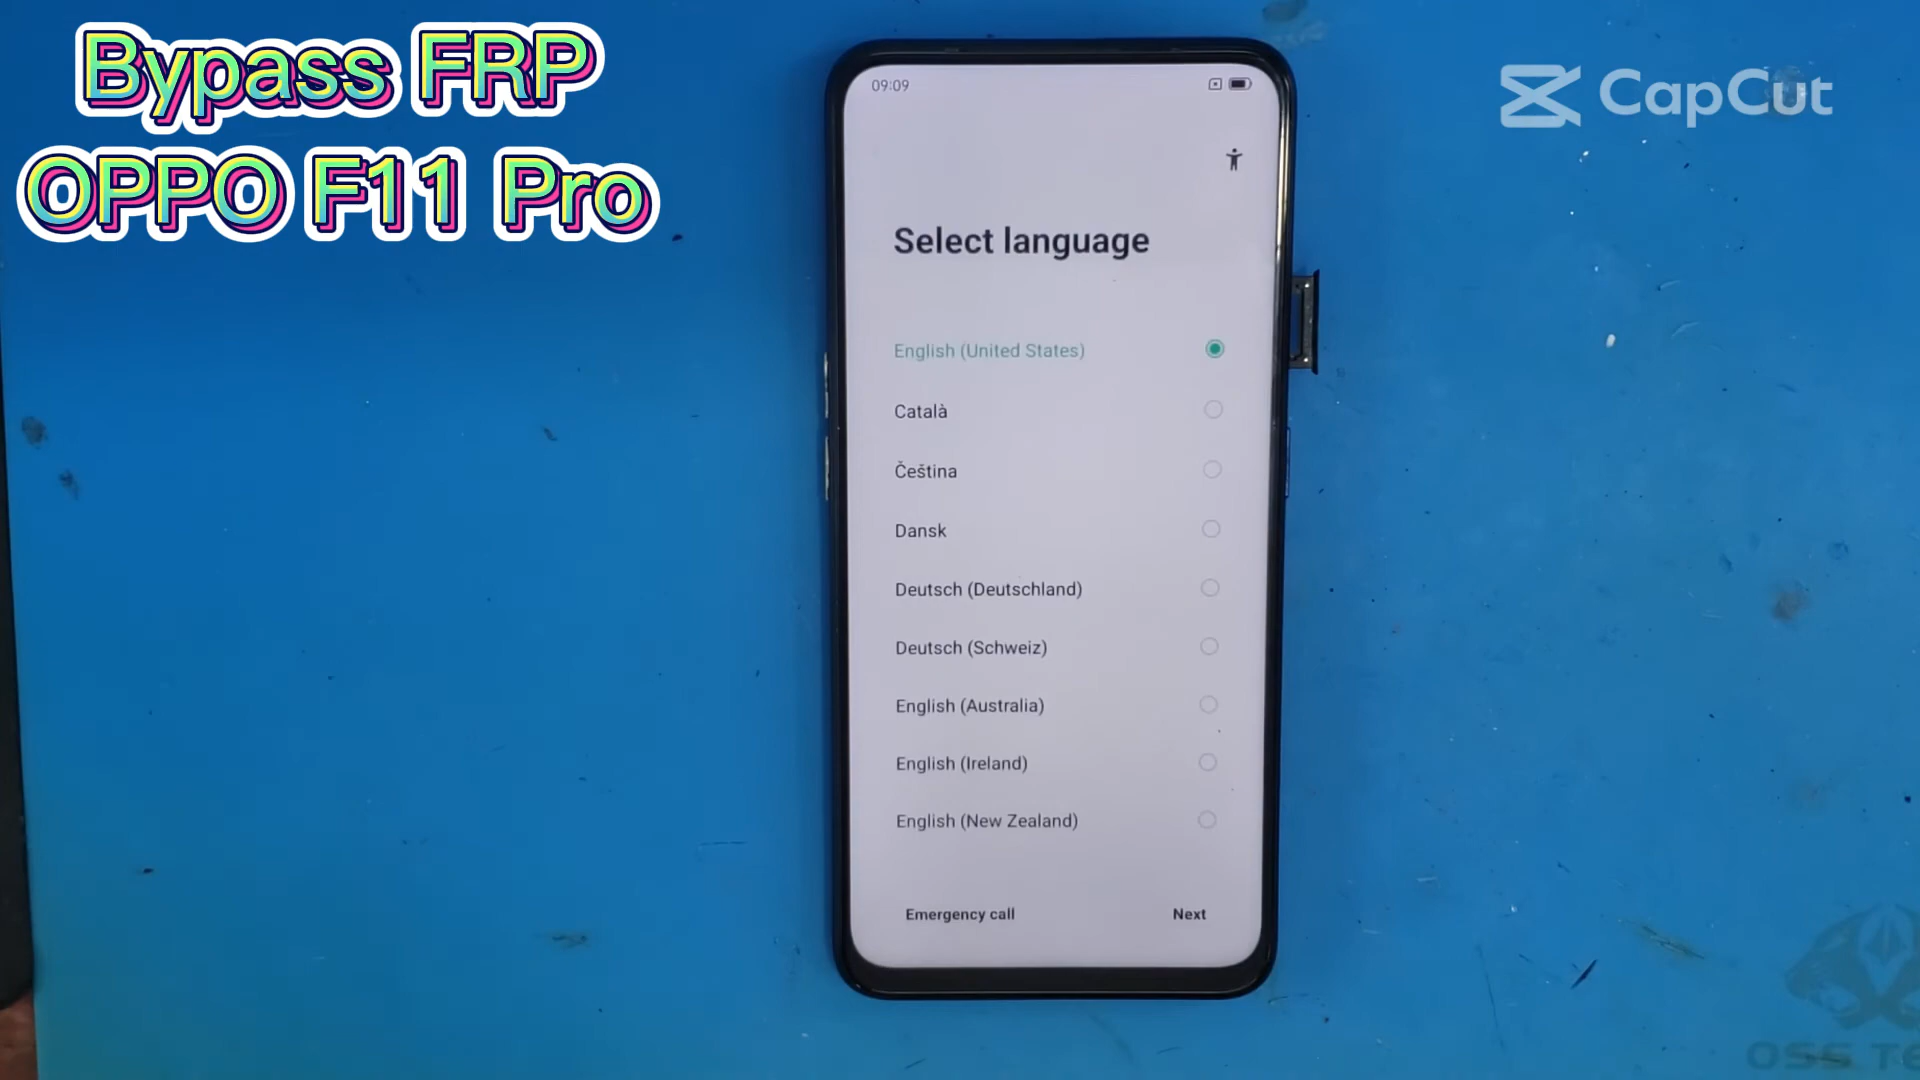 Bypass FRP
OPPO F11 Pro
CapCut
09:09
Select language
English (United States)
Català
Čeština
Dansk
Deutsch (Deutschland)
Deutsch (Schweiz)
English (Australia)
English (Ireland)
English (New Zealand)
Emergency call
Next
OSS